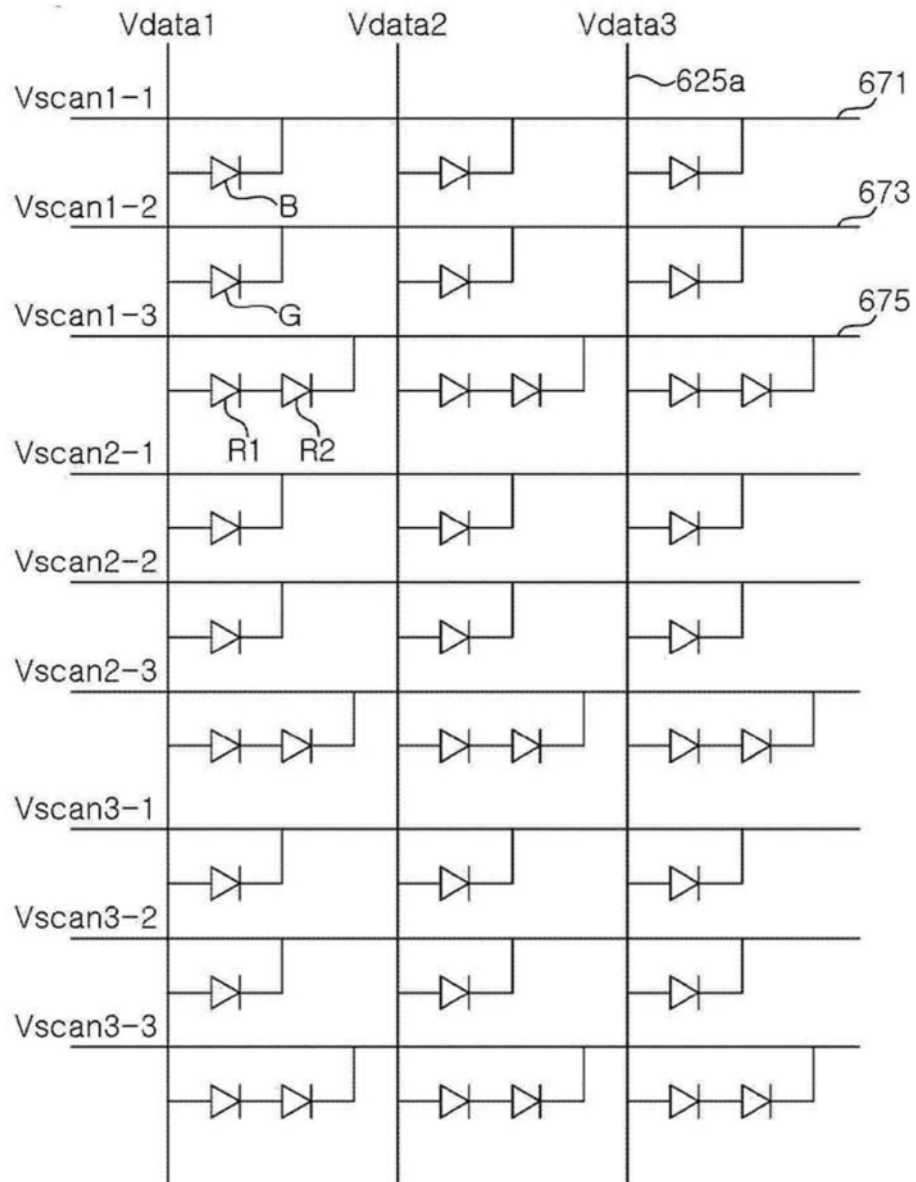 Vdata1 Vdata2 Vdata3
625a
671
Vscan1-1
B
Vscan1-2
673
G
Vscan1-3
675
R1 R2
Vscan2-1
Vscan2-2
Vscan2-3
Vscan3-1
Vscan3-2
Vscan3-3